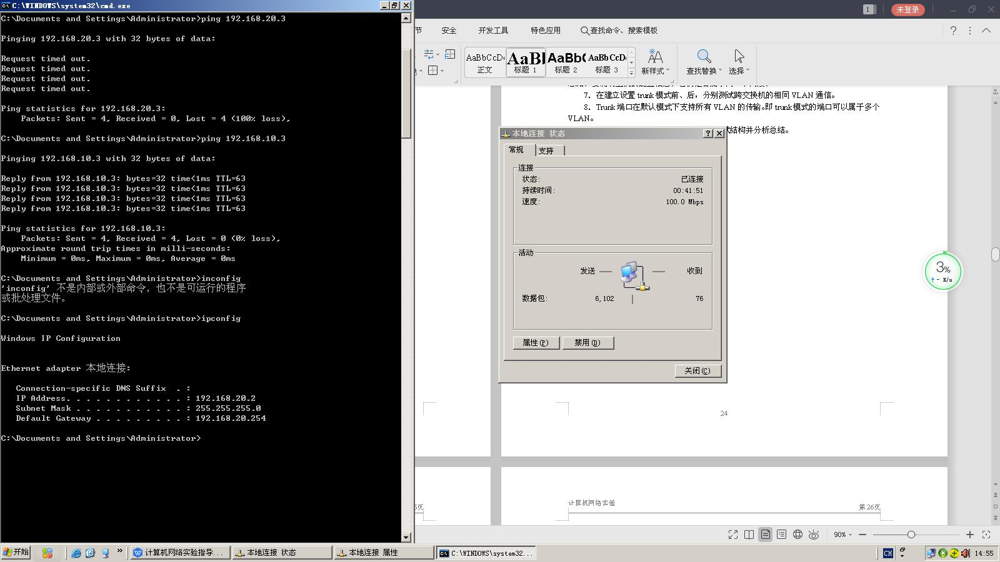 C:\WINDOWS\system32\cmd.exe
C:\Documents and Settings\Administrator>ping 192.168.20.3
Pinging 192.168.20.3 with 32 bytes of data:
Request timed out.
Request timed out.
Request timed out.
Request timed out.
Ping statistics for 192.168.20.3:
Packets: Sent = 4, Received = 0, Lost = 4 (100% loss),
C:\Documents and Settings\Administrator>ping 192.168.10.3
Pinging 192.168.10.3 with 32 bytes of data:
Reply from 192.168.10.3: bytes=32 time<1ms TTL=63
Reply from 192.168.10.3: bytes=32 time<1ms TTL=63
Reply from 192.168.10.3: bytes=32 time<1ms TTL=63
Reply from 192.168.10.3: bytes=32 time<1ms TTL=63
Ping statistics for 192.168.10.3:
Packets: Sent = 4, Received = 4, Lost = 0 (0% loss),
Approximate round trip times in milli-seconds:
Minimum = 0ms, Maximum = 0ms, Average = 0ms
C:\Documents and Settings\Administrator>inconfig
'inconfig' 不是内部或外部命令，也不是可运行的程序
或批处理文件。
C:\Documents and Settings\Administrator>ipconfig
Windows IP Configuration
Ethernet adapter 本地连接:
Connection-specific DNS Suffix . :
IP Address. . . . . . . . . . . . : 192.168.20.2
Subnet Mask . . . . . . . . . . . : 255.255.255.0
Default Gateway . . . . . . . . . : 192.168.20.254
C:\Documents and Settings\Administrator>
1 未登录
节 安全 开发工具 特色应用 查找命令、搜索模板
AaBbCcD AaBl AaBb( AaBbCcD
正文 标题 1 标题 2 标题 3 新样式 查找替换 选择
7．在建立设置 trunk 模式前、后，分别测试跨交换机的相同 VLAN 通信。
8．Trunk 端口在默认模式下支持所有 VLAN 的传输。即 trunk 模式的端口可以属于多个
VLAN。
结构并分析总结。
本地连接 状态
常规 支持
连接
状态: 已连接
持续时间: 00:41:51
速度: 100.0 Mbps
活动
发送 — — 收到
数据包: 6,102 | 76
属性(P) 禁用(D)
关闭(C)
3%
- K/s
24
计算机网络实验 第 26页
90%
开始 计算机网络实验指导... 本地连接 状态 本地连接 属性 C:\WINDOWS\system32... CH 14:55